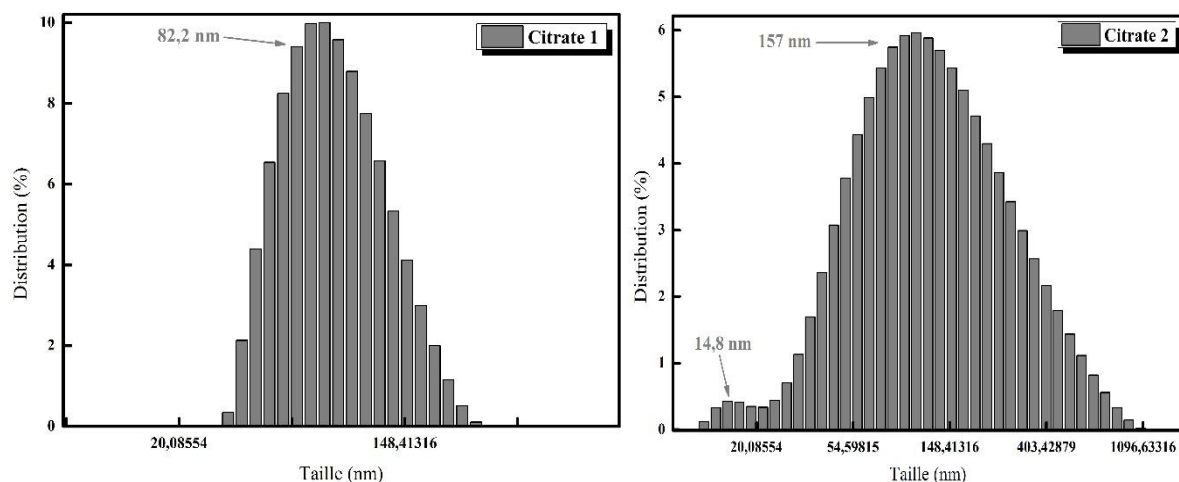 Citrate 1
82,2 nm
10
8
6
4
2
0
Distribution (%)
20,08554
148,41316
Taille (nm)
Citrate 2
157 nm
14,8 nm
6
5
4
3
2
1
0
Distribution (%)
20,08554
54,59815
148,41316
403,42879
1096,63316
Taille (nm)